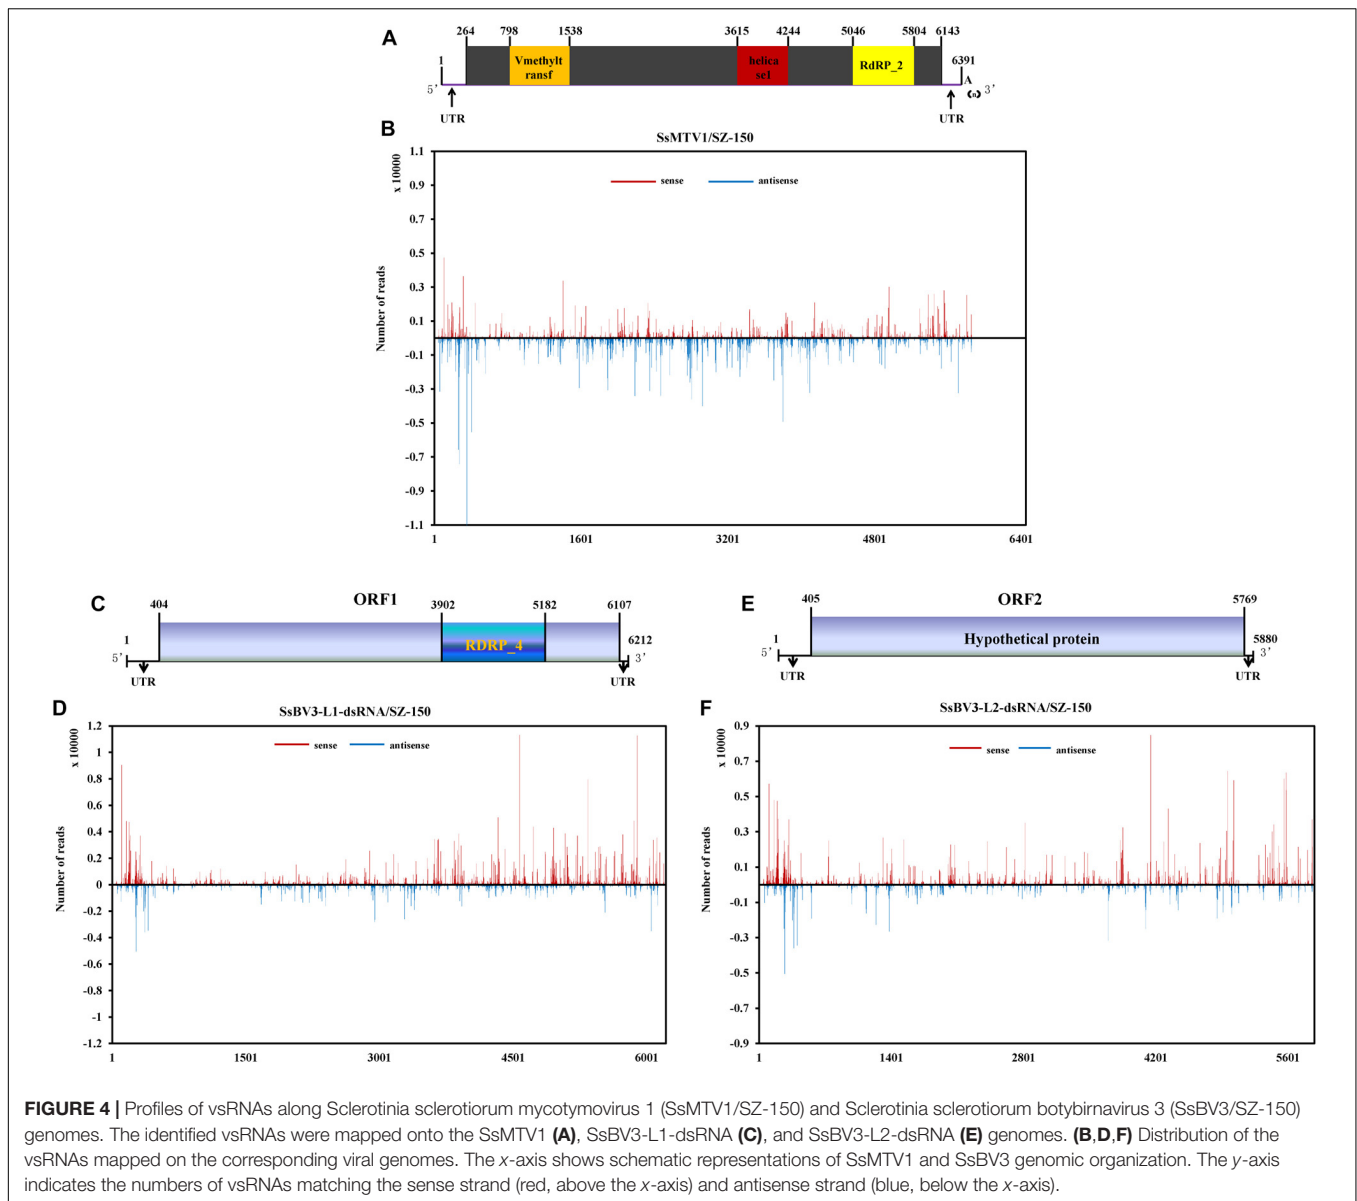 A
264 798 1538 3615 4244 5046 5804 6143
1 6391
Vmethylt
ransf
helica
se1
RdRP_2
A
(n)
5' 3'
UTR UTR
B
SsMTV1/SZ-150
x 10000
Number of reads
sense antisense
1.1
0.9
0.7
0.5
0.3
0.1
-0.1
-0.3
-0.5
-0.7
-0.9
-1.1
1 1601 3201 4801 6401
C
ORF1
404 3902 5182 6107
1 6212
RDRP_4
5' 3'
UTR UTR
E
ORF2
405 5769
1 5880
Hypothetical protein
5' 3'
UTR UTR
D
SsBV3-L1-dsRNA/SZ-150
x 10000
Number of reads
sense antisense
1.2
1
0.8
0.6
0.4
0.2
0
-0.2
-0.4
-0.6
-0.8
-1
-1.2
1 1501 3001 4501 6001
F
SsBV3-L2-dsRNA/SZ-150
x 10000
Number of reads
sense antisense
0.9
0.7
0.5
0.3
0.1
-0.1
-0.3
-0.5
-0.7
-0.9
1 1401 2801 4201 5601
FIGURE 4 | Profiles of vsRNAs along Sclerotinia sclerotiorum mycotymovirus 1 (SsMTV1/SZ-150) and Sclerotinia sclerotiorum botybirnavirus 3 (SsBV3/SZ-150)
genomes. The identified vsRNAs were mapped onto the SsMTV1 (A), SsBV3-L1-dsRNA (C), and SsBV3-L2-dsRNA (E) genomes. (B,D,F) Distribution of the
vsRNAs mapped on the corresponding viral genomes. The x-axis shows schematic representations of SsMTV1 and SsBV3 genomic organization. The y-axis
indicates the numbers of vsRNAs matching the sense strand (red, above the x-axis) and antisense strand (blue, below the x-axis).